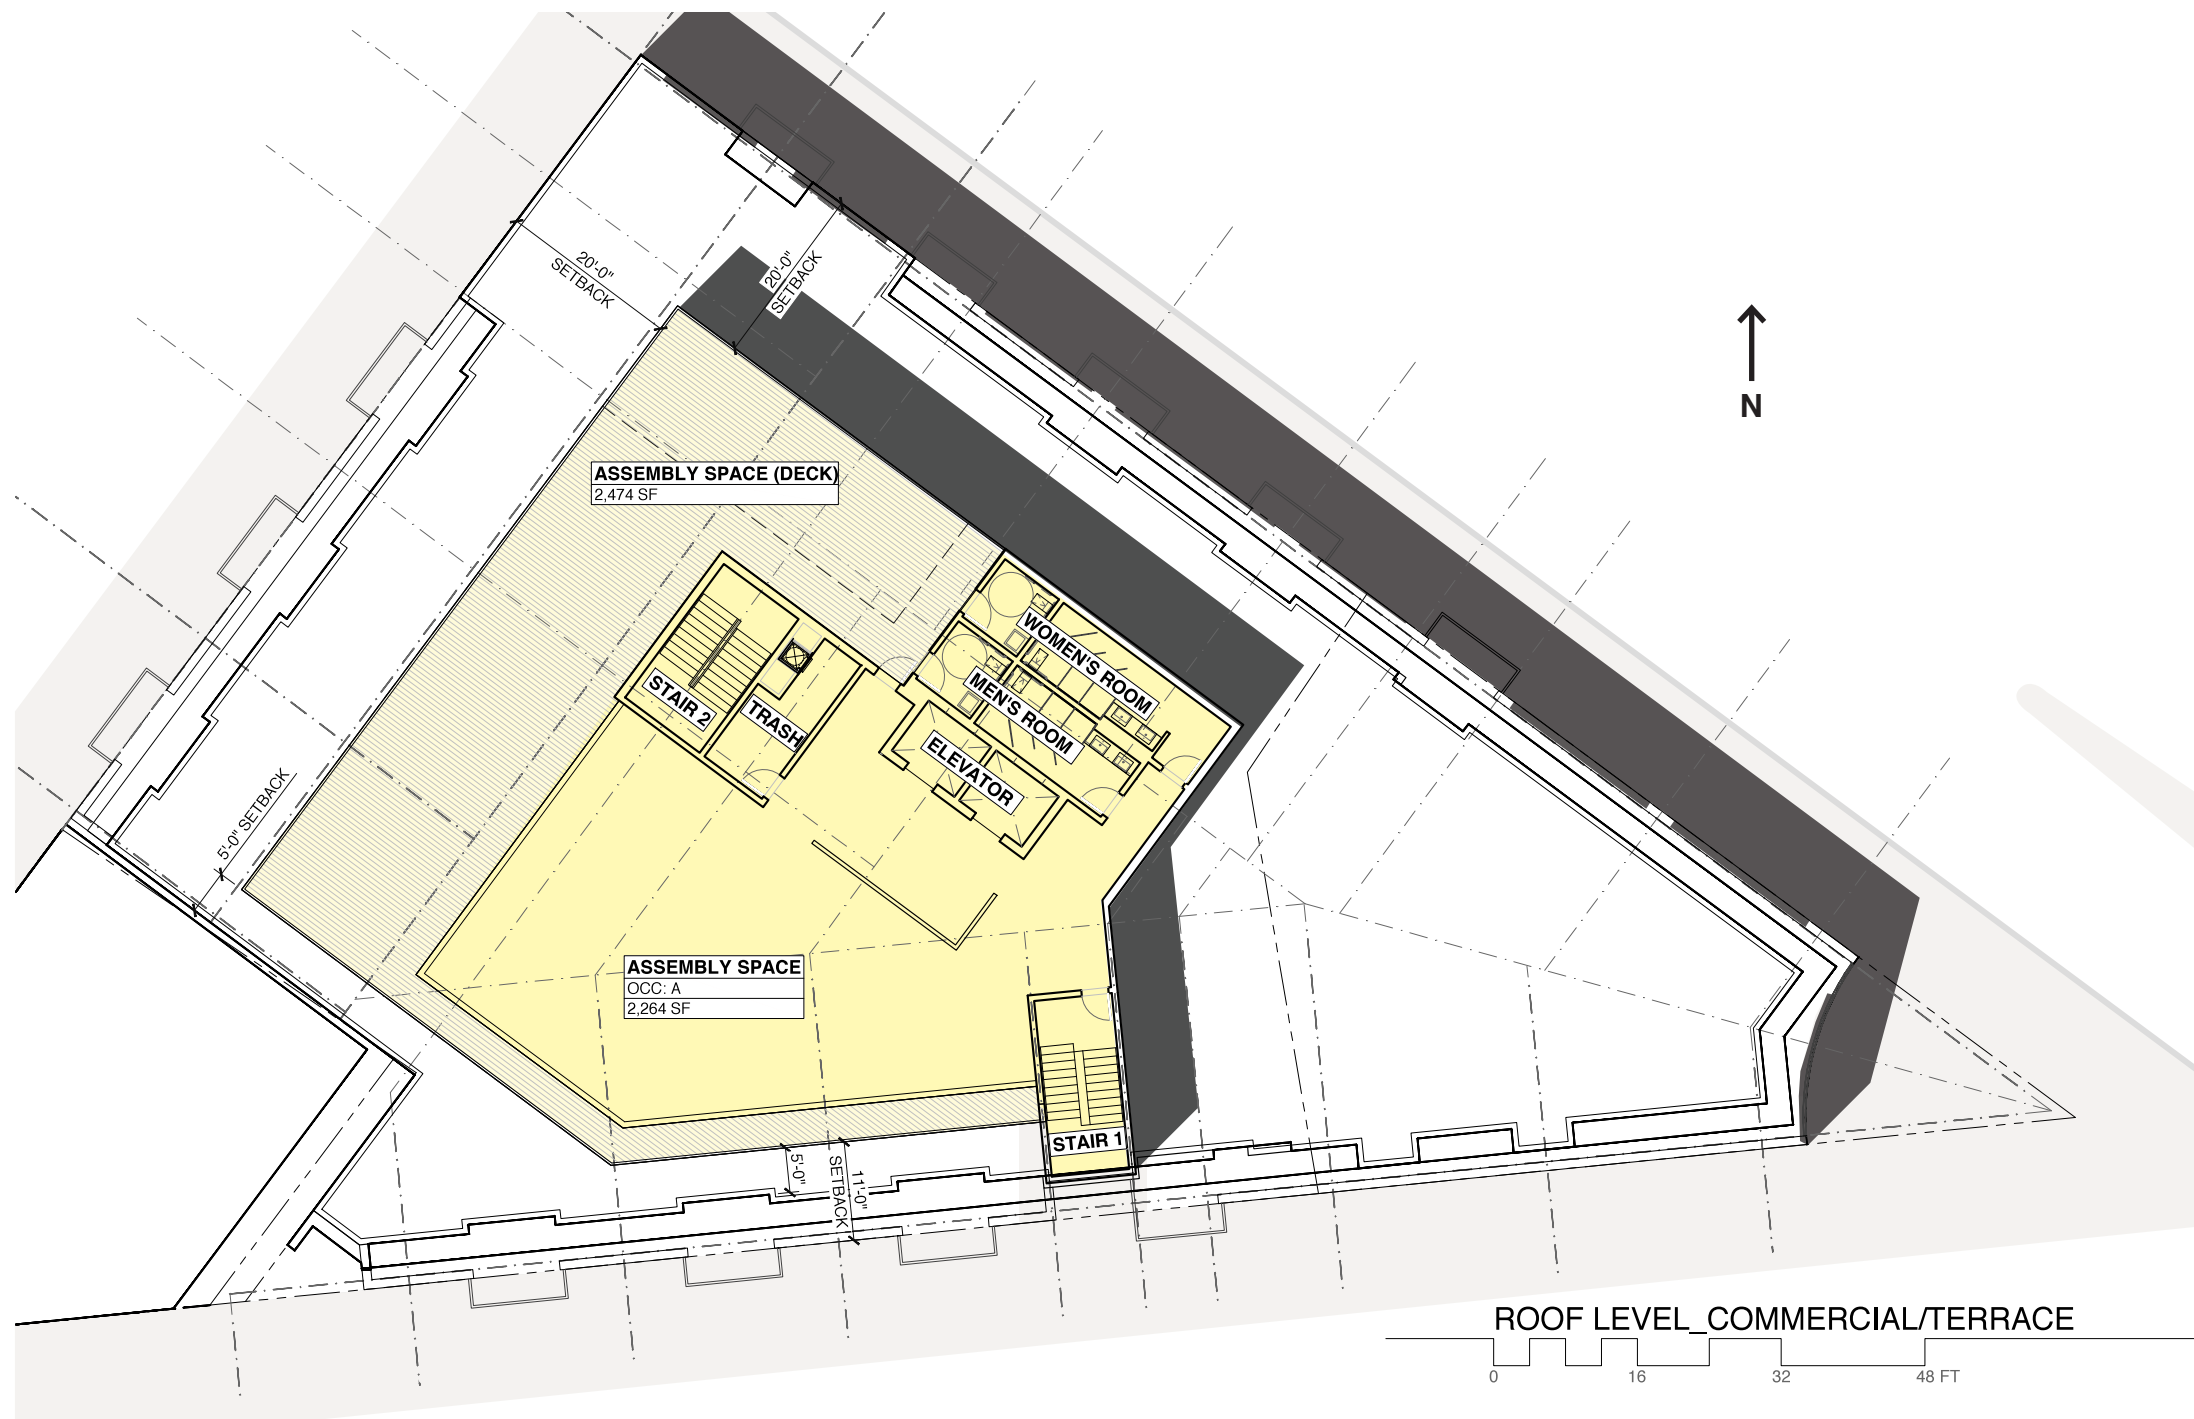 20'-0"
SETBACK
20'-0"
SETBACK
N
ASSEMBLY SPACE (DECK)
2,474 SF
WOMEN'S ROOM
MEN'S ROOM
STAIR 2
TRASH
ELEVATOR
5'-0" SETBACK
ASSEMBLY SPACE
OCC: A
2,264 SF
STAIR 1
5'-0"
11'-0"
SETBACK
ROOF LEVEL_COMMERCIAL/TERRACE
0 16 32 48 FT